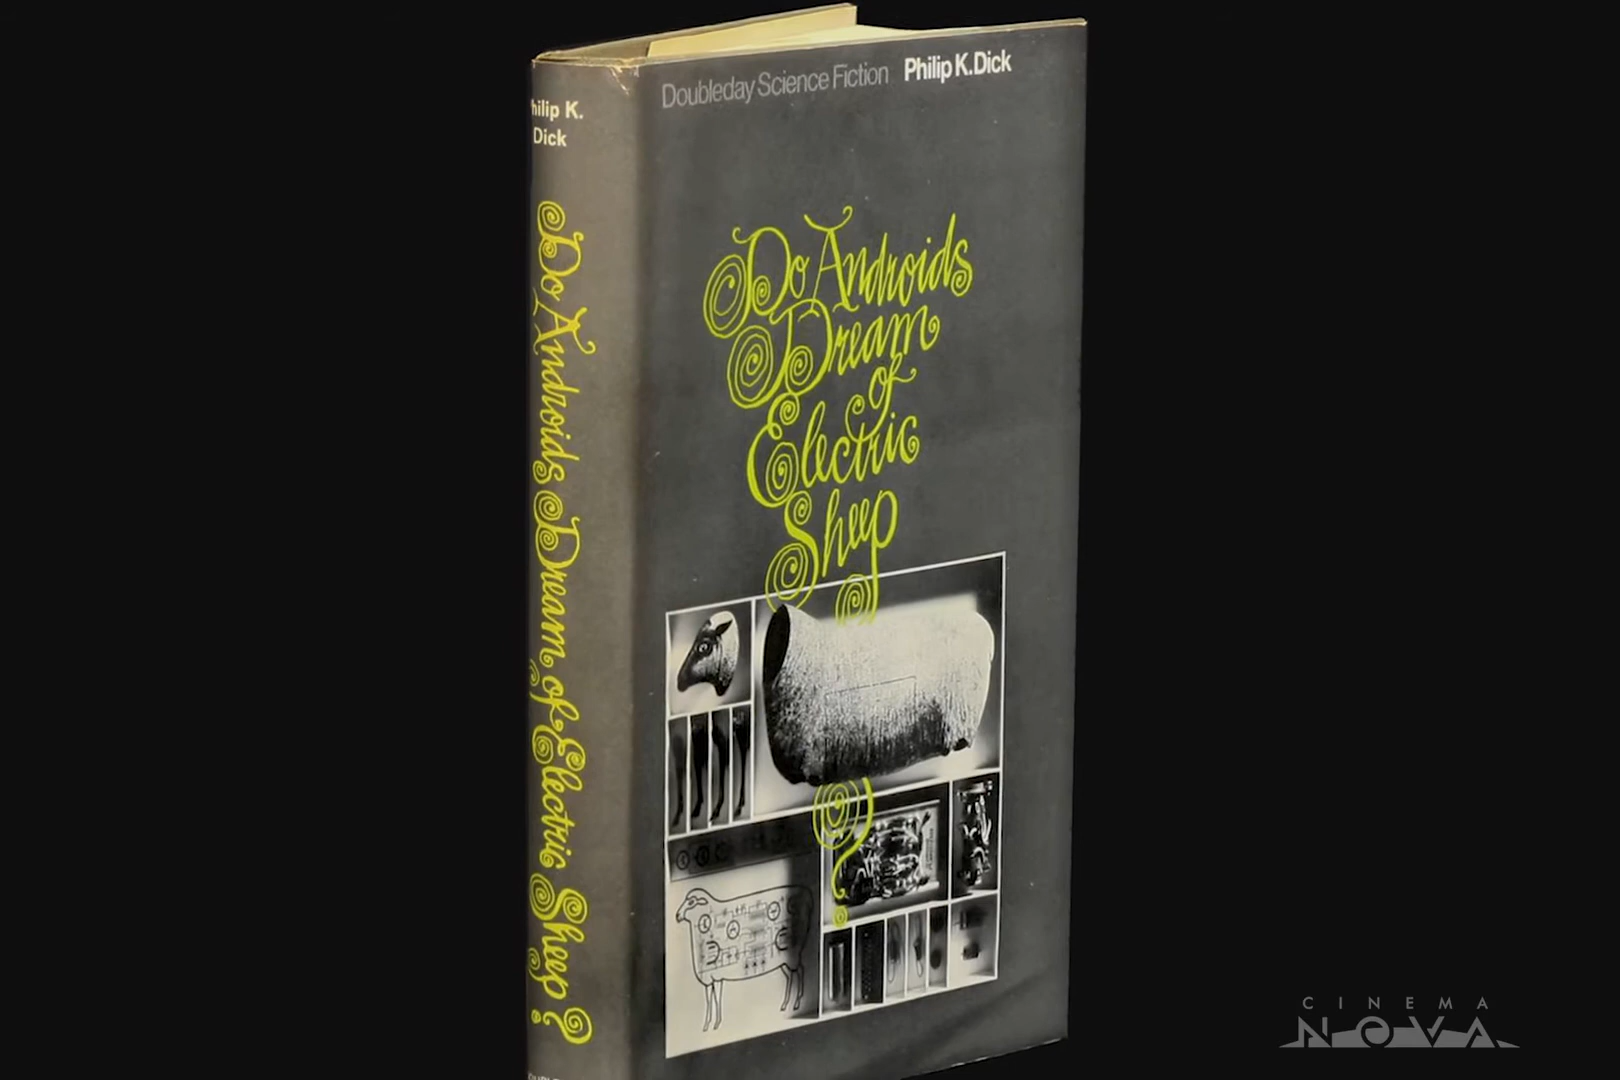 Doubleday Science Fiction Philip K. Dick
hilip K.
Dick
Do Androids Dream of Electric Sheep?
Do Androids
Dream
of
Electric
Sheep
?
CINEMA
NOVA